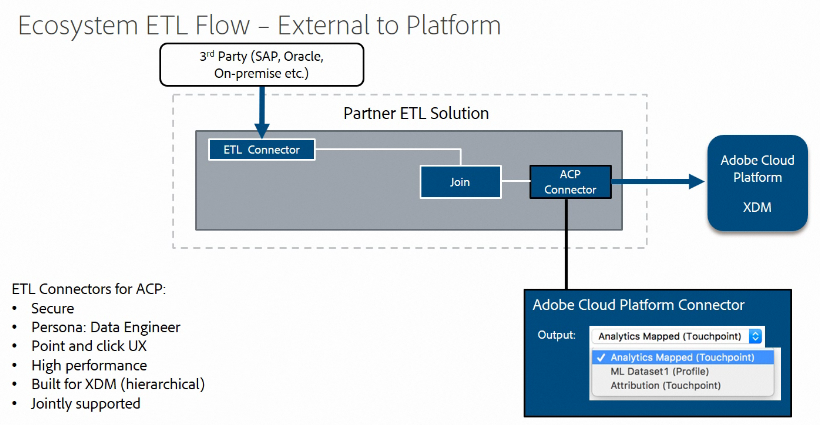 Ecosystem ETL Flow – External to Platform
3rd Party (SAP, Oracle,
On-premise etc.)
Partner ETL Solution
ETL Connector
Join
ACP
Connector
Adobe Cloud
Platform
XDM
ETL Connectors for ACP:
• Secure
• Persona: Data Engineer
• Point and click UX
• High performance
• Built for XDM (hierarchical)
• Jointly supported
Adobe Cloud Platform Connector
Output: Analytics Mapped (Touchpoint)
✓ Analytics Mapped (Touchpoint)
ML Dataset1 (Profile)
Attribution (Touchpoint)